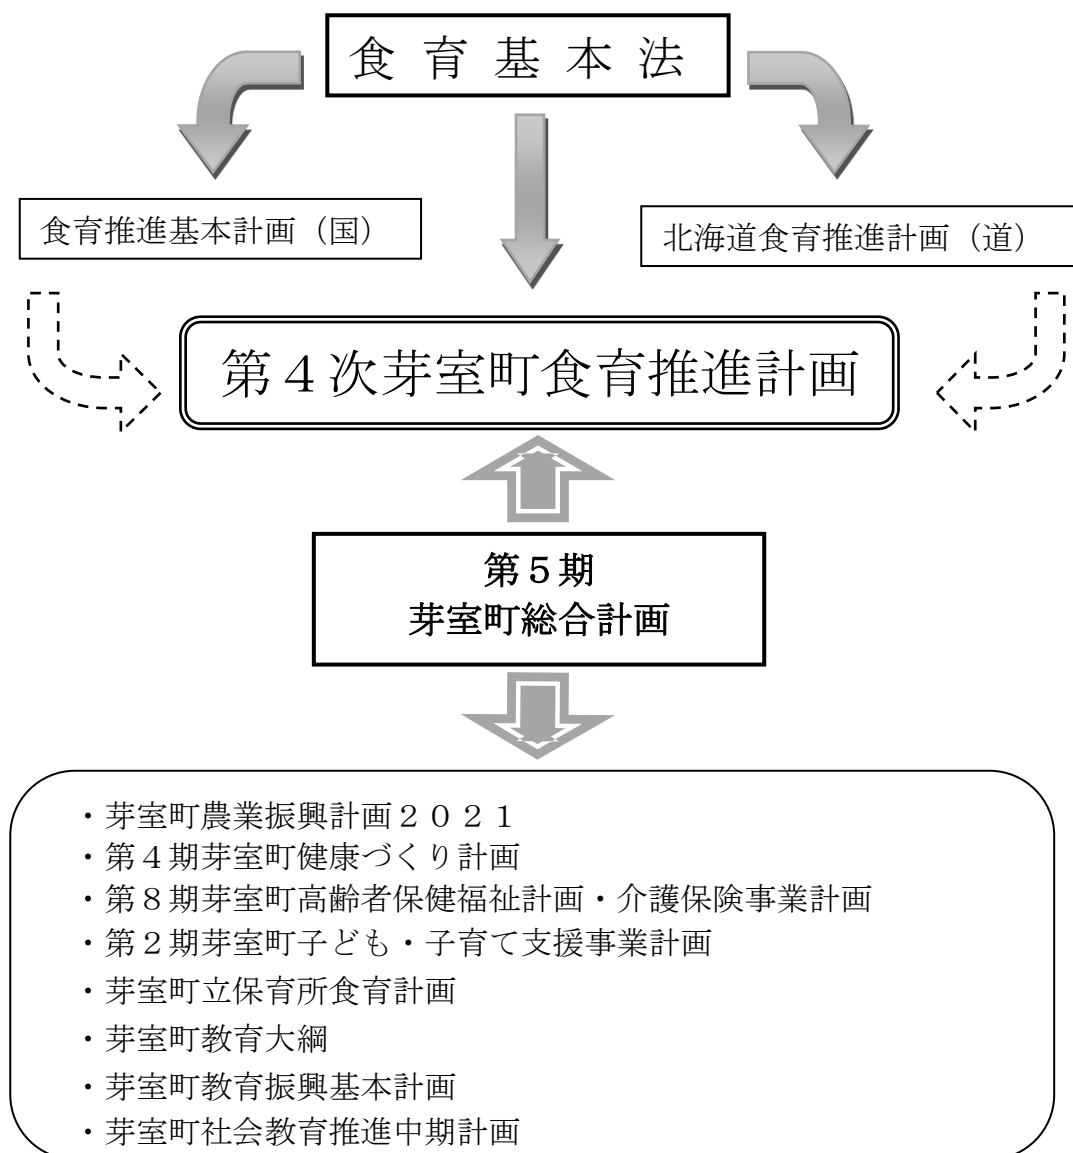 食育基本法
食育推進基本計画（国）
北海道食育推進計画（道）
第４次芽室町食育推進計画
第５期
芽室町総合計画
・芽室町農業振興計画２０２１
・第４期芽室町健康づくり計画
・第８期芽室町高齢者保健福祉計画・介護保険事業計画
・第２期芽室町子ども・子育て支援事業計画
・芽室町立保育所食育計画
・芽室町教育大綱
・芽室町教育振興基本計画
・芽室町社会教育推進中期計画